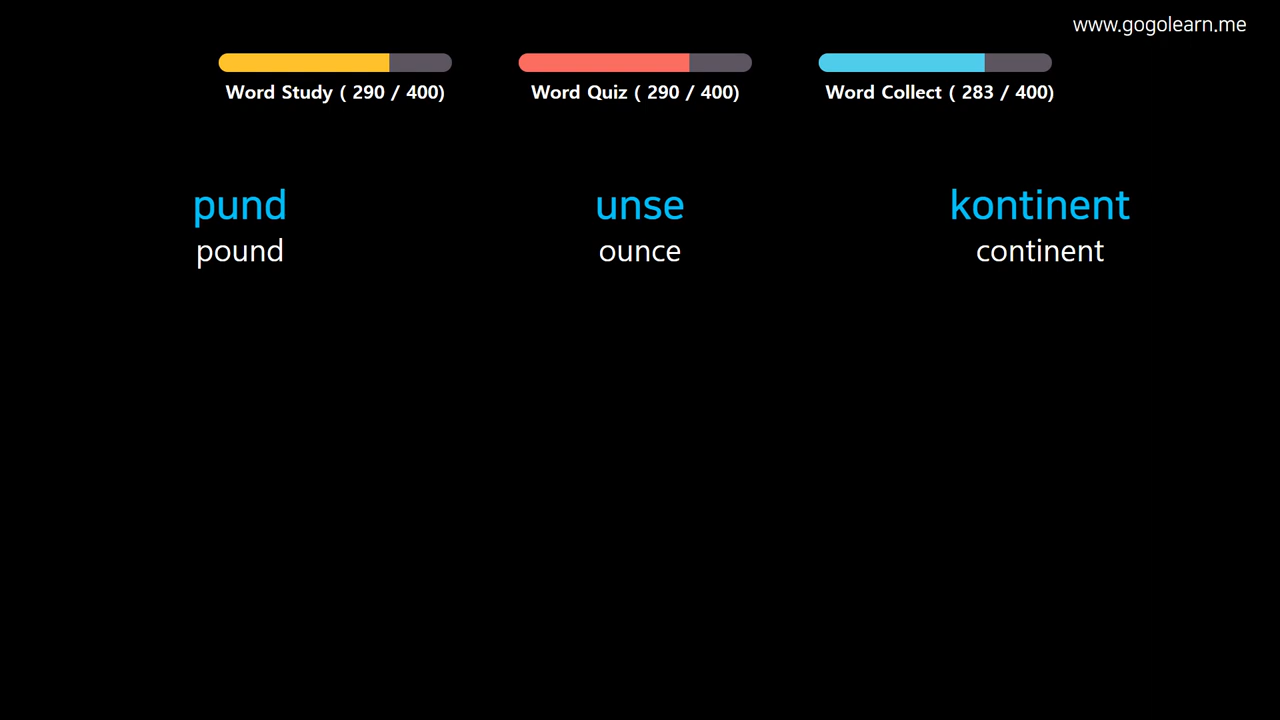 www.gogolearn.me
Word Study ( 290 / 400)
Word Quiz ( 290 / 400)
Word Collect ( 283 / 400)
pund
pound
unse
ounce
kontinent
continent